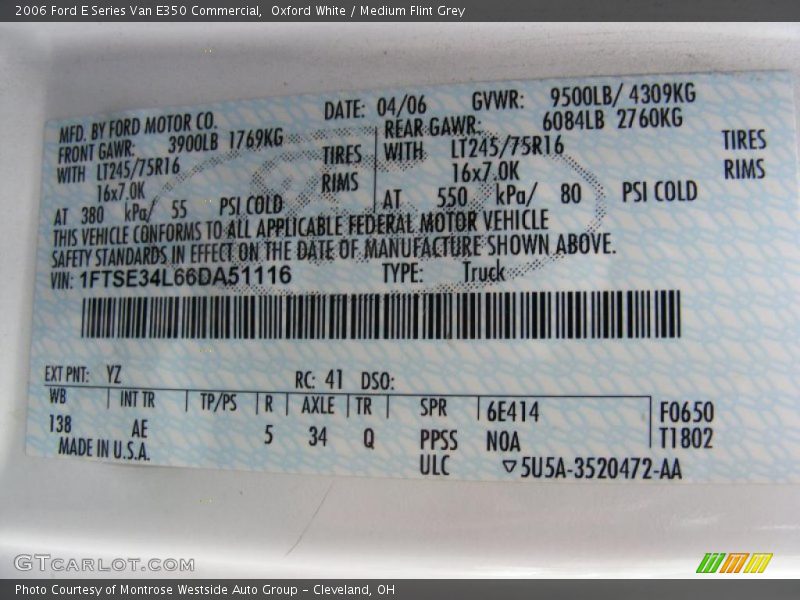 2006 Ford E Series Van E350 Commercial,  Oxford White / Medium Flint Grey
MFD. BY FORD MOTOR CO.   DATE: 04/06   GVWR: 9500LB/ 4309KG
FRONT GAWR: 3900LB 1769KG   REAR GAWR: 6084LB 2760KG
WITH LT245/75R16 TIRES   WITH LT245/75R16 TIRES
16x7.0K RIMS   16x7.0K RIMS
AT 380 kPa/ 55 PSI COLD   AT 550 kPa/ 80 PSI COLD
THIS VEHICLE CONFORMS TO ALL APPLICABLE FEDERAL MOTOR VEHICLE
SAFETY STANDARDS IN EFFECT ON THE DATE OF MANUFACTURE SHOWN ABOVE.
VIN: 1FTSE34L66DA51116   TYPE: Truck
EXT PNT: YZ   RC: 41 DSO:
WB INT TR TP/PS R AXLE TR SPR 6E414 F0650
138 AE 5 34 Q PPSS NOA T1802
MADE IN U.S.A. ULC ▽5U5A-3520472-AA
GTCARLOT.COM
Photo Courtesy of Montrose Westside Auto Group – Cleveland, OH